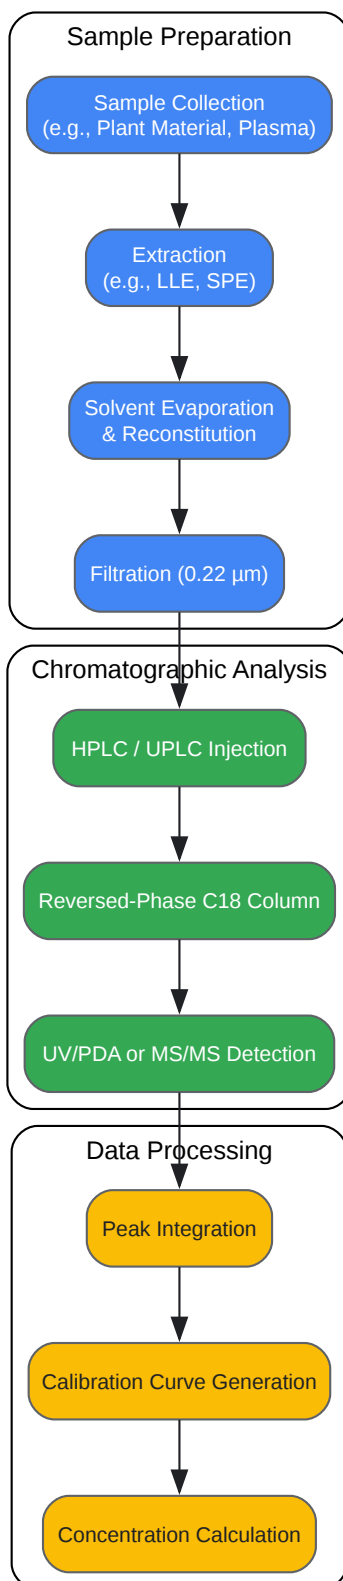 Sample Preparation
Sample Collection
(e.g., Plant Material, Plasma)
Extraction
(e.g., LLE, SPE)
Solvent Evaporation
& Reconstitution
Filtration (0.22 µm)
Chromatographic Analysis
HPLC / UPLC Injection
Reversed-Phase C18 Column
UV/PDA or MS/MS Detection
Data Processing
Peak Integration
Calibration Curve Generation
Concentration Calculation